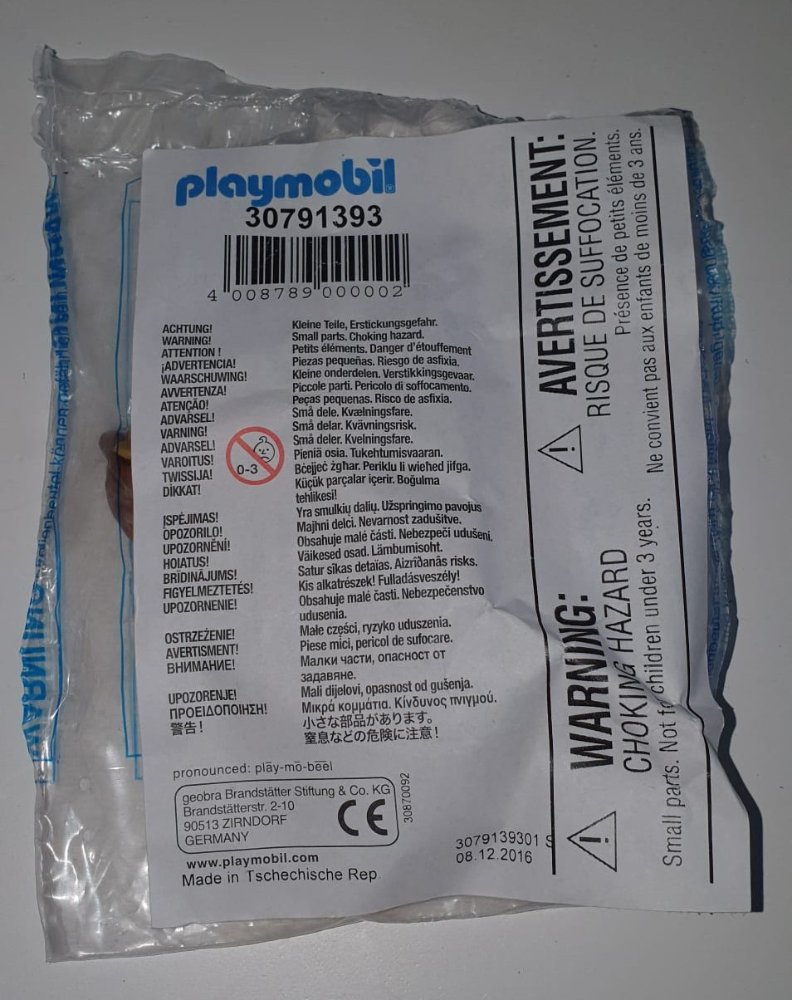 playmobil
30791393
4 008789 000002
ACHTUNG! Kleine Teile, Erstickungsgefahr.
WARNING! Small parts. Choking hazard.
ATTENTION ! Petits éléments. Danger d'étouffement
¡ADVERTENCIA! Piezas pequeñas. Riesgo de asfixia.
WAARSCHUWING! Kleine onderdelen. Verstikkingsgevaar.
AVVERTENZA! Piccole parti. Pericolo di soffocamento.
ATENÇÃO! Peças pequenas. Risco de asfixia.
ADVARSEL! Små dele. Kvælningsfare.
VARNING! Små delar. Kvävningsrisk.
ADVARSEL! Små deler. Kvelningsfare.
VAROITUS! Pieniä osia. Tukehtumisvaaran.
TWISSIJA! Bċejjeċ żgħar. Periklu li wieħed jifga.
DİKKAT! Küçük parçalar içerir. Boğulma
tehlikesi!
0-3
ĮSPĖJIMAS! Yra smulkių dalių. Užspringimo pavojus
OPOZORILO! Majhni delci. Nevarnost zadušitve.
UPOZORNĚNÍ! Obsahuje malé části. Nebezpečí udušení.
HOIATUS! Väikesed osad. Lämbumisoht.
BRĪDINĀJUMS! Satur sīkas detaļas. Aizrīšanās risks.
FIGYELMEZTETÉS! Kis alkatrészek! Fulladásveszély!
UPOZORNENIE! Obsahuje malé časti. Nebezpečenstvo
udusenia.
OSTRZEŻENIE! Małe części, ryzyko uduszenia.
AVERTISMENT! Piese mici, pericol de sufocare.
ВНИМАНИЕ! Малки части, опасност от
задавяне.
UPOZORENJE! Mali dijelovi, opasnost od gušenja.
ΠΡΟΕΙΔΟΠΟΙΗΣΗ! Μικρά κομμάτια. Κίνδυνος πνιγμού.
警告! 小さな部品があります。
窒息などの危険に注意!
pronounced: plāy-mō-bēēl
geobra Brandstätter Stiftung & Co. KG
Brandstätterstr. 2-10
90513 ZIRNDORF
GERMANY
CE
30870092
www.playmobil.com
Made in Tschechische Rep.
3079139301 S
08.12.2016
AVERTISSEMENT:
RISQUE DE SUFFOCATION.
Présence de petits éléments.
Ne convient pas aux enfants de moins de 3 ans.
WARNING:
CHOKING HAZARD
Small parts. Not for children under 3 years.